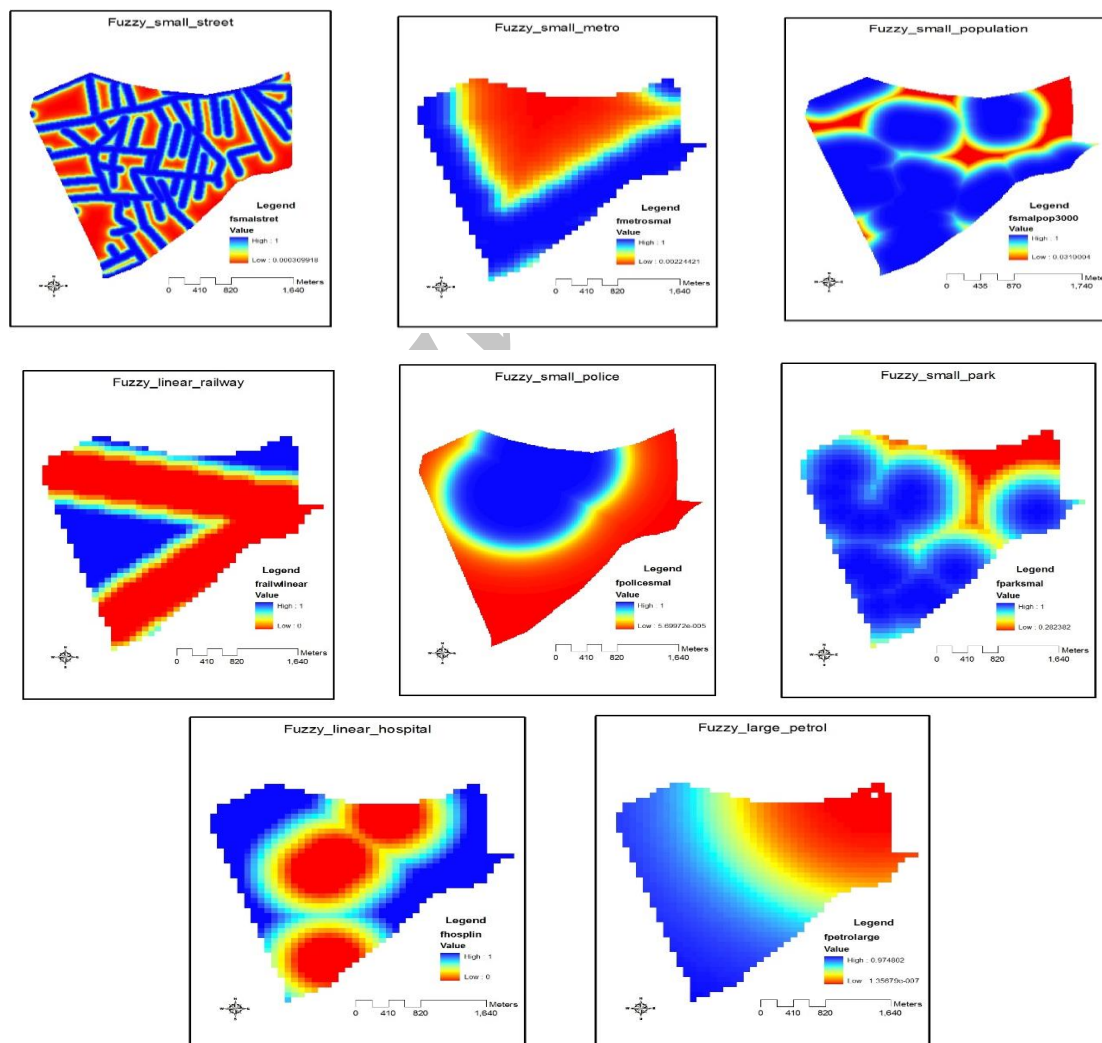 Fuzzy_small_street
Legend
fsmalstret
Value
High : 1
Low : 0.000309918
Meters
0 410 820 1,640
Fuzzy_small_metro
Legend
fmetrosmal
Value
High : 1
Low : 0.00224421
Meters
0 410 820 1,640
Fuzzy_small_population
Legend
fsmalpop3000
Value
High : 1
Low : 0.0310004
Meters
0 435 870 1,740
Fuzzy_linear_railway
Legend
frailwlinear
Value
High : 1
Low : 0
Meters
0 410 820 1,640
Fuzzy_small_police
Legend
fpolicesmal
Value
High : 1
Low : 5.69972e-005
Meters
0 410 820 1,640
Fuzzy_small_park
Legend
fparksmal
Value
High : 1
Low : 0.282382
Meters
0 410 820 1,640
Fuzzy_linear_hospital
Legend
fhosplin
Value
High : 1
Low : 0
Meters
0 410 820 1,640
Fuzzy_large_petrol
Legend
fpetrolarge
Value
High : 0.974802
Low : 1.35679e-007
Meters
0 410 820 1,640